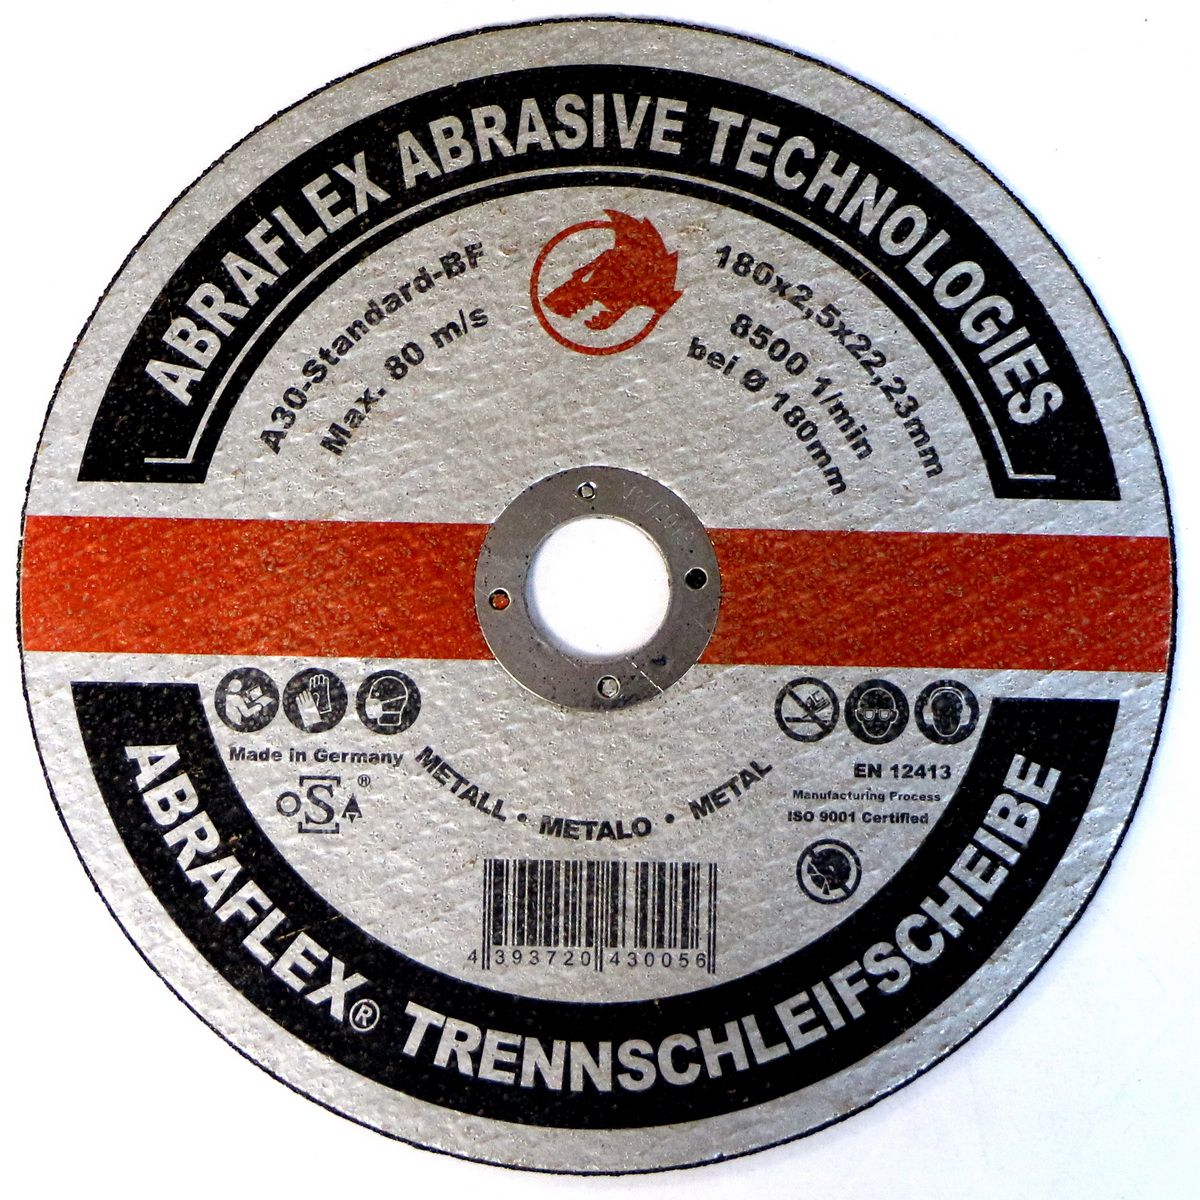 ABRAFLEX ABRASIVE TECHNOLOGIES
A30-Standard-BF
Max. 80 m/s
180x2,5x22,23mm
8500 1/min
bei Ø 180mm
Made in Germany
OSA®
METALL • METALO • METAL
EN 12413
Manufacturing Process
ISO 9001 Certified
4 393720 430056
ABRAFLEX® TRENNSCHLEIFSCHEIBE